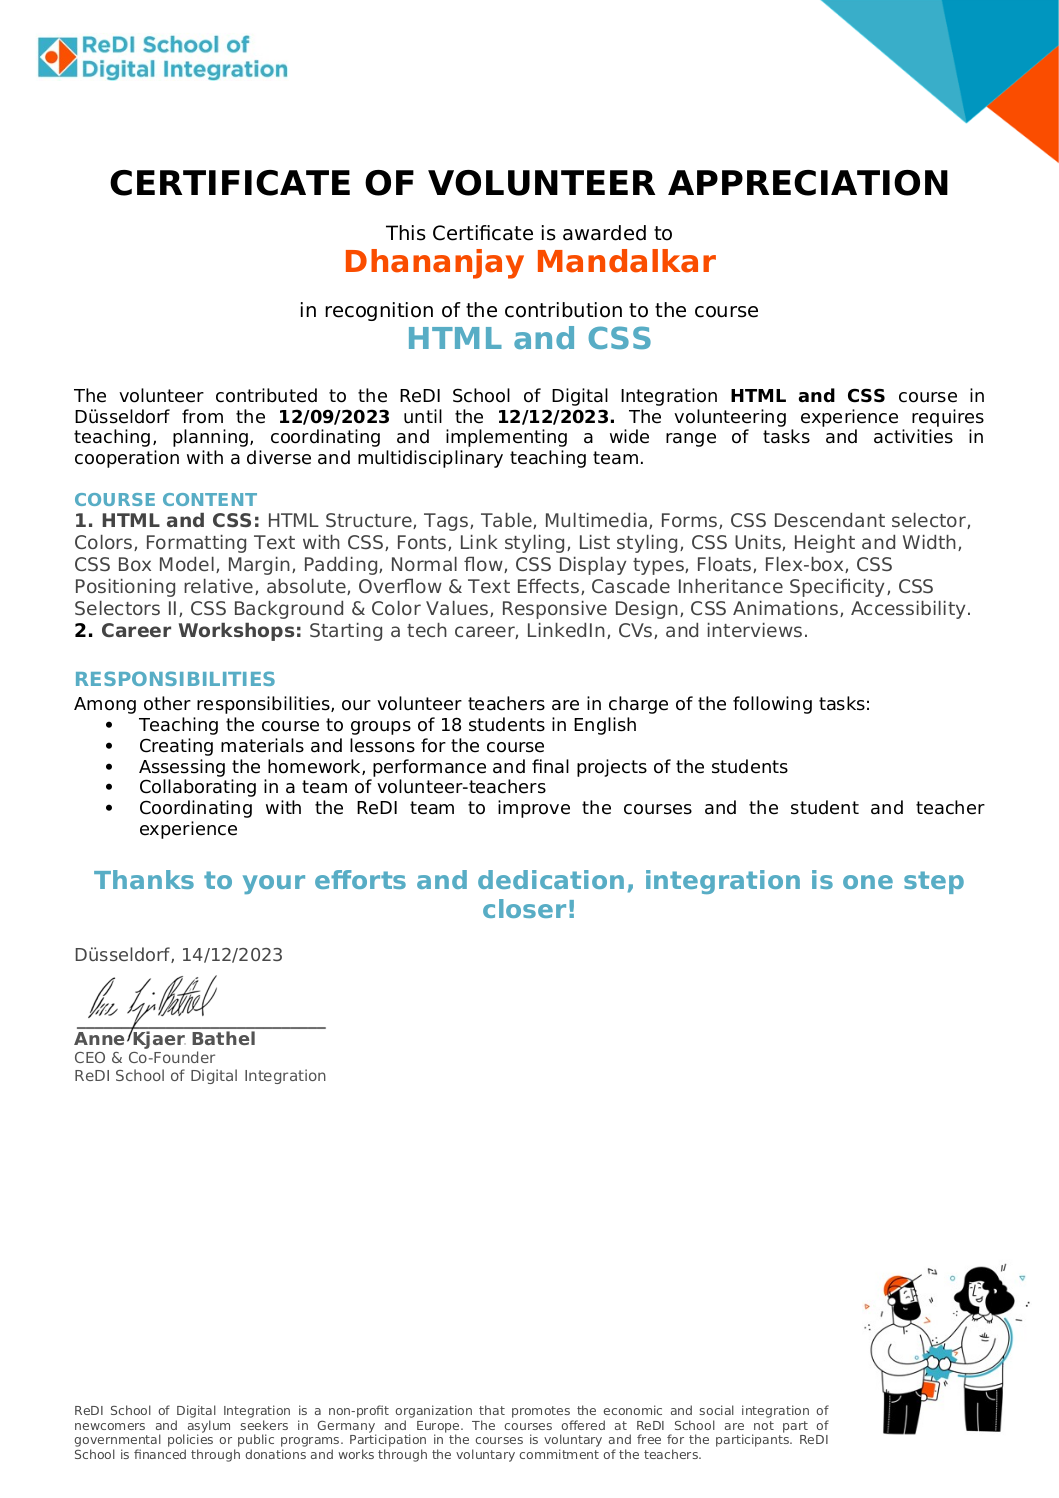 ReDI School of
Digital Integration
CERTIFICATE OF VOLUNTEER APPRECIATION
This Certificate is awarded to
Dhananjay Mandalkar
in recognition of the contribution to the course
HTML and CSS
The volunteer contributed to the ReDI School of Digital Integration HTML and CSS course in
Düsseldorf from the 12/09/2023 until the 12/12/2023. The volunteering experience requires
teaching, planning, coordinating and implementing a wide range of tasks and activities in
cooperation with a diverse and multidisciplinary teaching team.
COURSE CONTENT
1. HTML and CSS: HTML Structure, Tags, Table, Multimedia, Forms, CSS Descendant selector,
Colors, Formatting Text with CSS, Fonts, Link styling, List styling, CSS Units, Height and Width,
CSS Box Model, Margin, Padding, Normal flow, CSS Display types, Floats, Flex-box, CSS
Positioning relative, absolute, Overflow & Text Effects, Cascade Inheritance Specificity, CSS
Selectors II, CSS Background & Color Values, Responsive Design, CSS Animations, Accessibility.
2. Career Workshops: Starting a tech career, LinkedIn, CVs, and interviews.
RESPONSIBILITIES
Among other responsibilities, our volunteer teachers are in charge of the following tasks:
• Teaching the course to groups of 18 students in English
• Creating materials and lessons for the course
• Assessing the homework, performance and final projects of the students
• Collaborating in a team of volunteer-teachers
• Coordinating with the ReDI team to improve the courses and the student and teacher
experience
Thanks to your efforts and dedication, integration is one step
closer!
Düsseldorf, 14/12/2023
Anne Kjaer Bathel
CEO & Co-Founder
ReDI School of Digital Integration
ReDI School of Digital Integration is a non-profit organization that promotes the economic and social integration of
newcomers and asylum seekers in Germany and Europe. The courses offered at ReDI School are not part of
governmental policies or public programs. Participation in the courses is voluntary and free for the participants. ReDI
School is financed through donations and works through the voluntary commitment of the teachers.